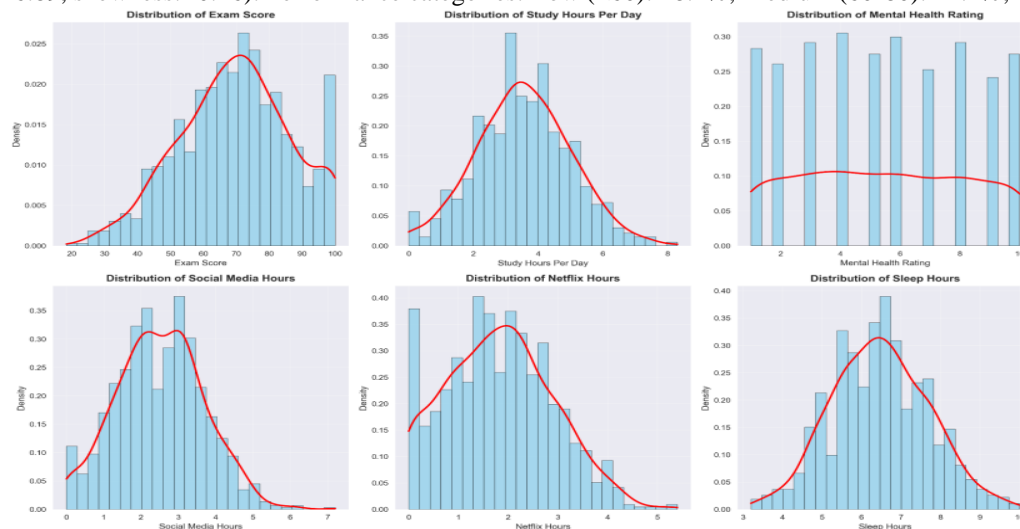 Distribution of Exam Score
Distribution of Study Hours Per Day
Distribution of Mental Health Rating
0.025
0.020
0.015
0.010
0.005
0.000
Density
20 30 40 50 60 70 80 90 100
Exam Score
0.35
0.30
0.25
0.20
0.15
0.10
0.05
0.00
Density
0 2 4 6 8
Study Hours Per Day
0.30
0.25
0.20
0.15
0.10
0.05
0.00
Density
2 4 6 8
Mental Health Rating
Distribution of Social Media Hours
Distribution of Netflix Hours
Distribution of Sleep Hours
0.35
0.30
0.25
0.20
0.15
0.10
0.05
0.00
Density
0 1 2 3 4 5 6 7
Social Media Hours
0.40
0.35
0.30
0.25
0.20
0.15
0.10
0.05
0.00
Density
0 1 2 3 4 5
Netflix Hours
0.40
0.35
0.30
0.25
0.20
0.15
0.10
0.05
0.00
Density
3 4 5 6 7 8 9
Sleep Hours